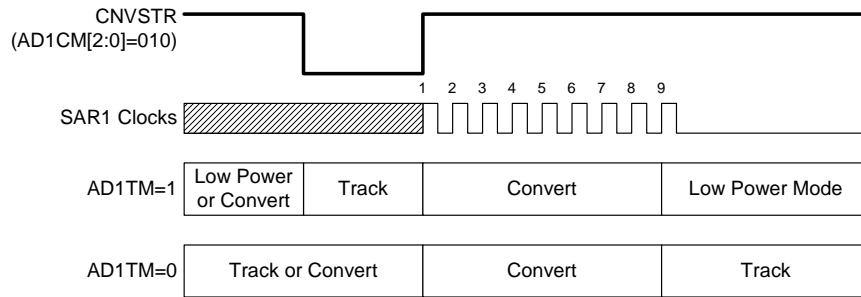 CNVSTR
(AD1CM[2:0]=010)
1 2 3 4 5 6 7 8 9
SAR1 Clocks
AD1TM=1
Low Power
or Convert
Track
Convert
Low Power Mode
AD1TM=0
Track or Convert
Convert
Track